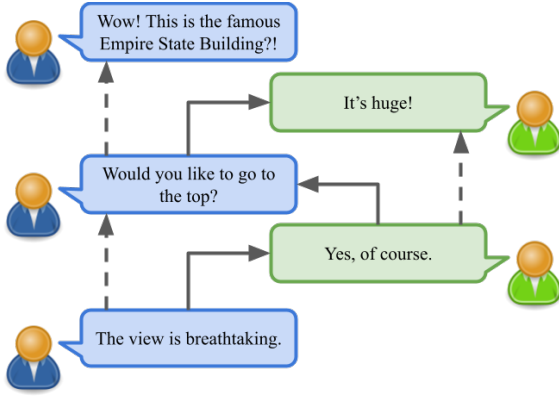 Wow! This is the famous
Empire State Building?!
It's huge!
Would you like to go to
the top?
Yes, of course.
The view is breathtaking.